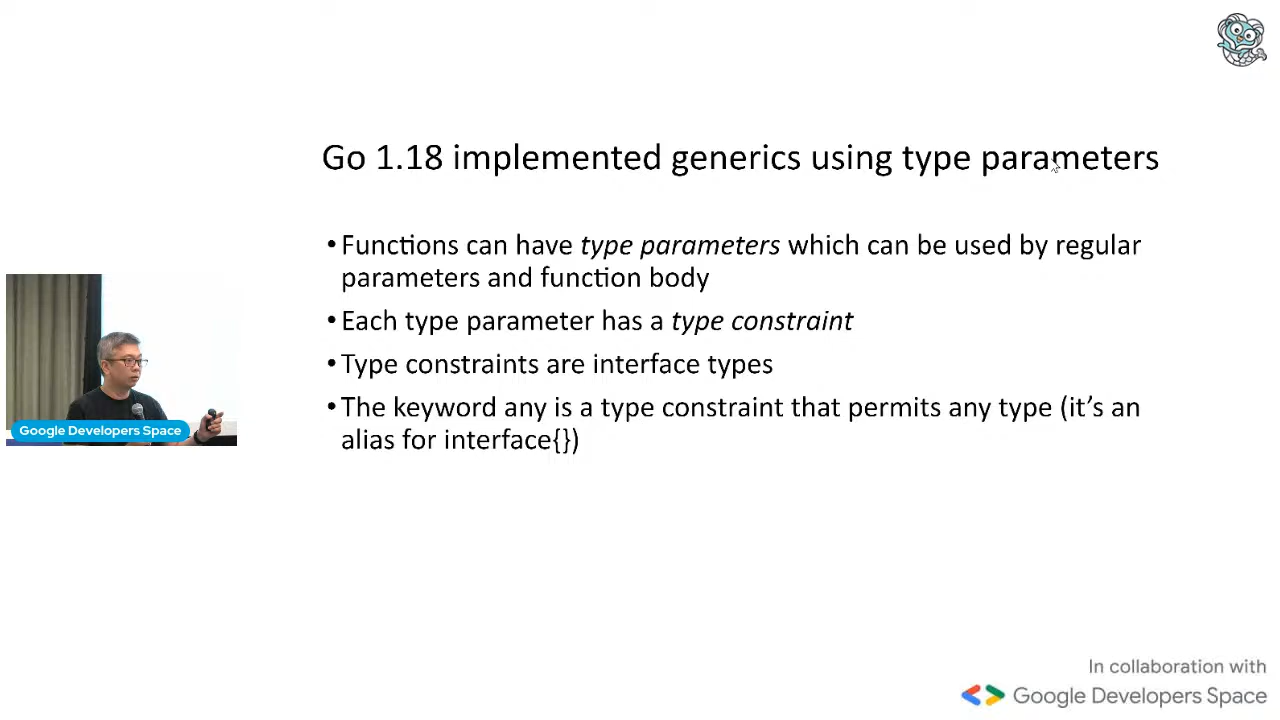 Go 1.18 implemented generics using type parameters
•Functions can have type parameters which can be used by regular
parameters and function body
•Each type parameter has a type constraint
•Type constraints are interface types
•The keyword any is a type constraint that permits any type (it’s an
alias for interface{})
Google Developers Space
In collaboration with
Google Developers Space